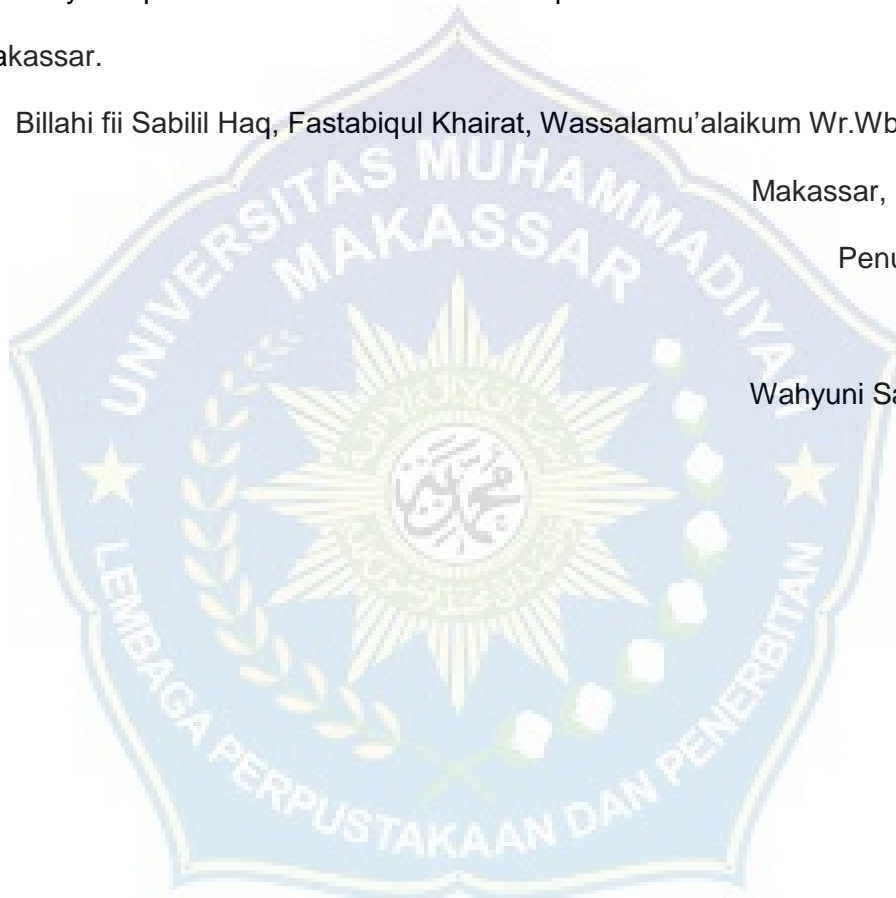 akassar.
Billahi fii Sabilil Haq, Fastabiqul Khairat, Wassalamu’alaikum Wr.Wb
Makassar,
Penu
Wahyuni Sa
UNIVERSITAS MUHAMMADIYAH
MAKASSAR
LEMBAGA PERPUSTAKAAN DAN PENERBITAN